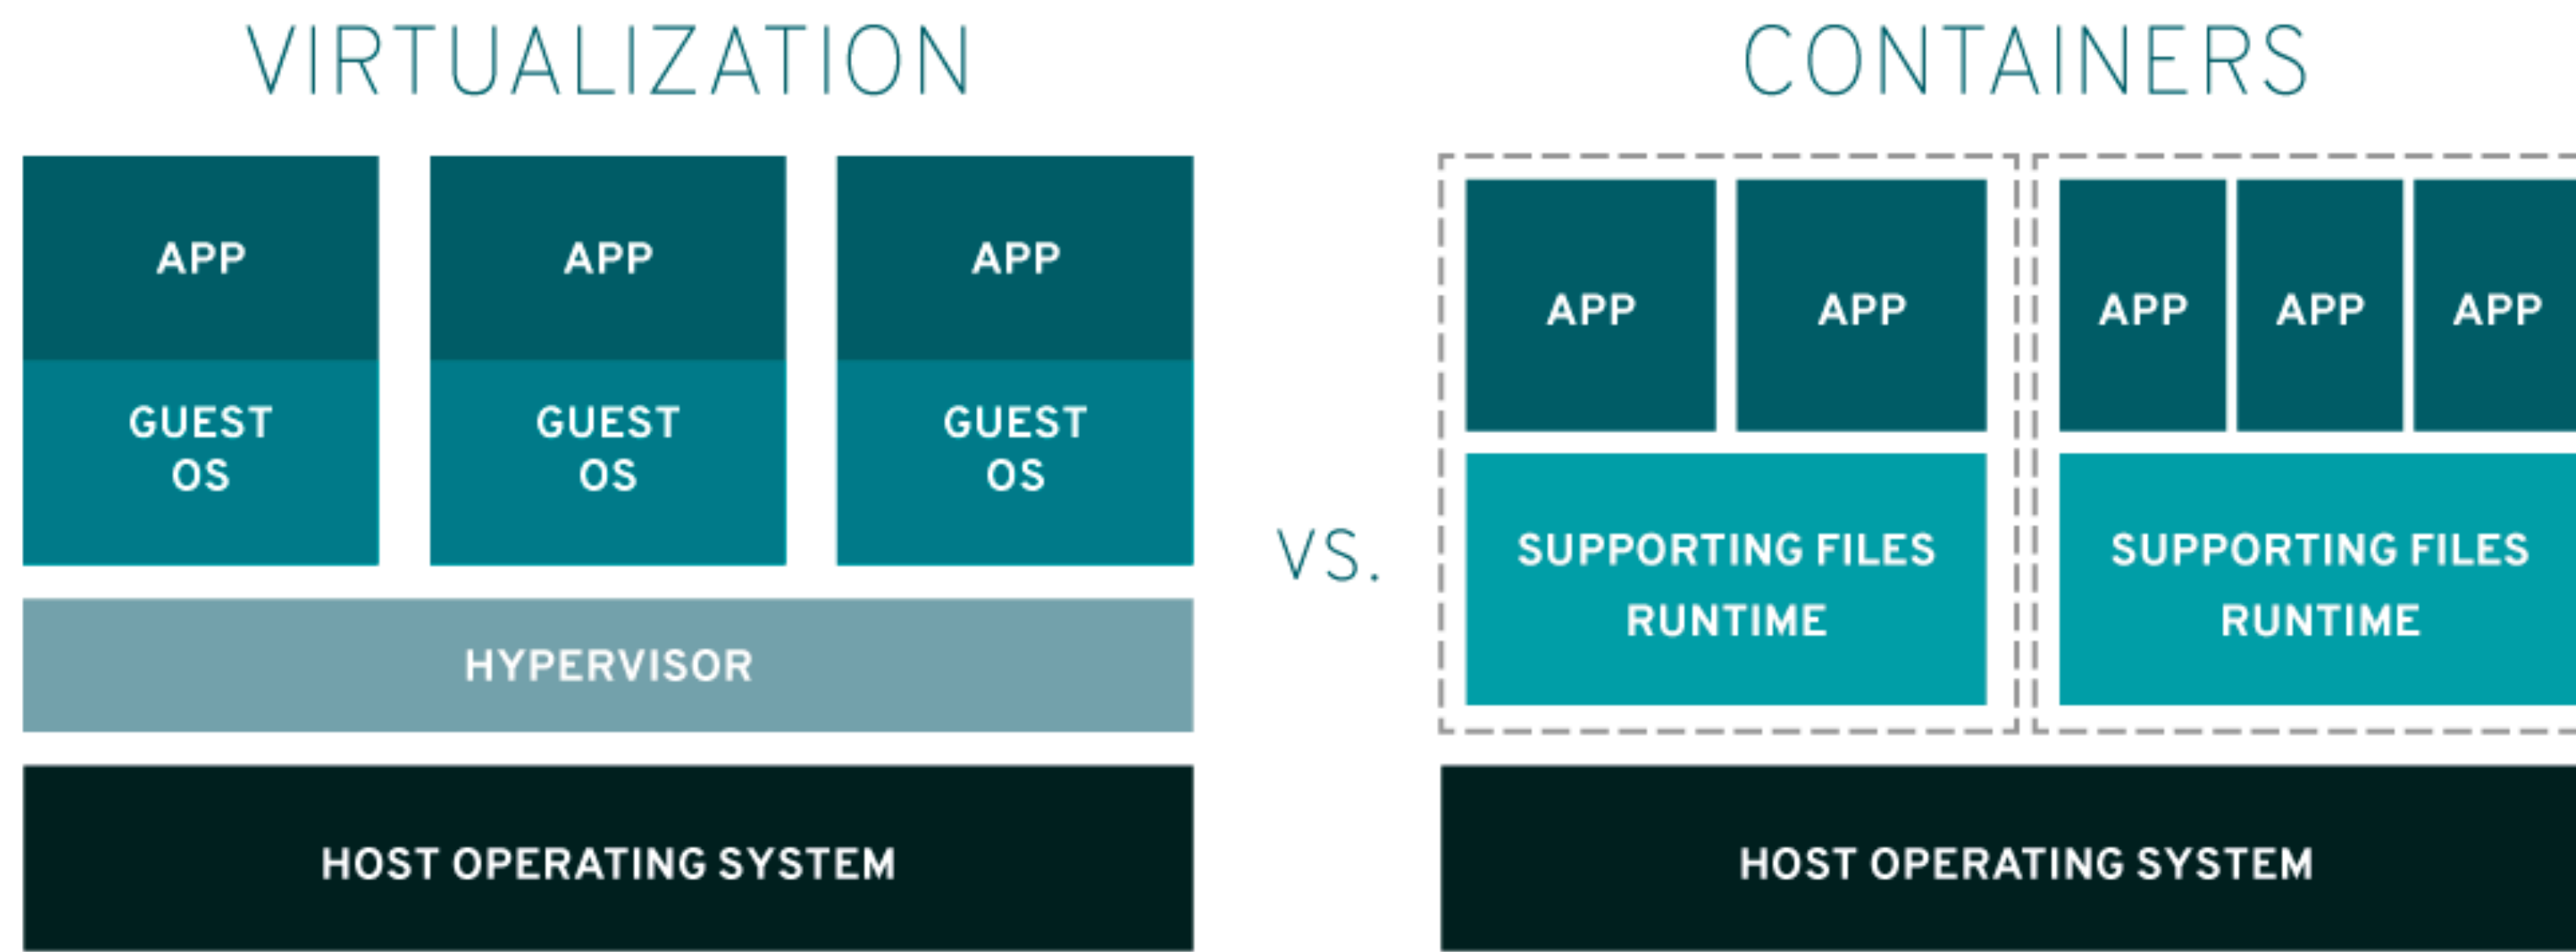 VIRTUALIZATION
APP
APP
APP
GUEST
OS
GUEST
OS
GUEST
OS
HYPERVISOR
HOST OPERATING SYSTEM
VS.
CONTAINERS
APP
APP
APP
APP
APP
SUPPORTING FILES
RUNTIME
SUPPORTING FILES
RUNTIME
HOST OPERATING SYSTEM